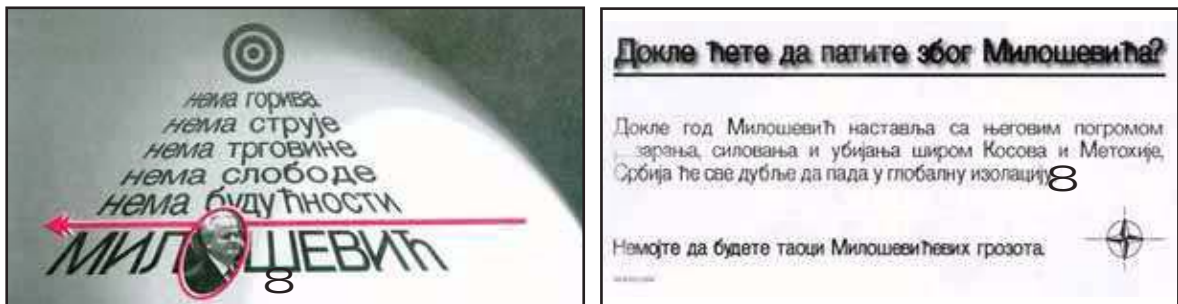 нема горива
нема струје
нема трговине
нема слободе
нема будућности
МИЛОШЕВИЋ
8
Докле ћете да патите због Милошевића?
Докле год Милошевић наставља са његовим погромом
силовања и убијања широм Косова и Метохије,
Србија ће све дубље да пада у глобалну изолацију
8
Немојте да будете таоци Милошевићевих грозота.